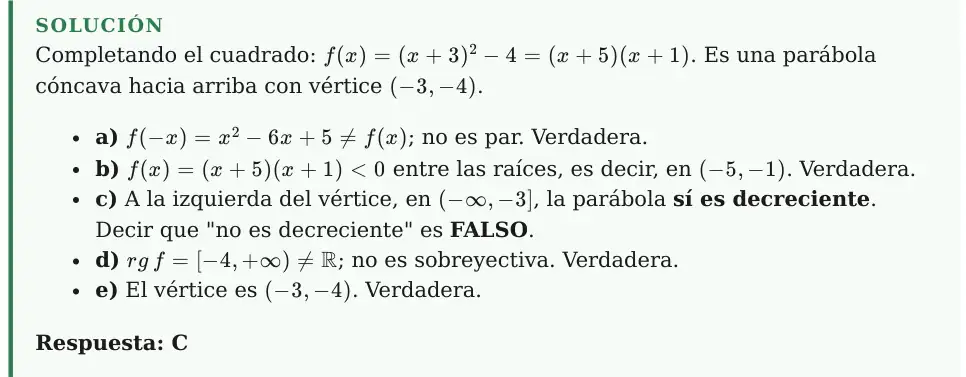 SOLUCIÓN
Completando el cuadrado: f(x) = (x + 3)² − 4 = (x + 5)(x + 1). Es una parábola
cóncava hacia arriba con vértice (−3, −4).
• a) f(−x) = x² − 6x + 5 ≠ f(x); no es par. Verdadera.
• b) f(x) = (x + 5)(x + 1) < 0 entre las raíces, es decir, en (−5, −1). Verdadera.
• c) A la izquierda del vértice, en (−∞, −3], la parábola sí es decreciente.
Decir que "no es decreciente" es FALSO.
• d) rg f = [−4, +∞) ≠ ℝ; no es sobreyectiva. Verdadera.
• e) El vértice es (−3, −4). Verdadera.
Respuesta: C